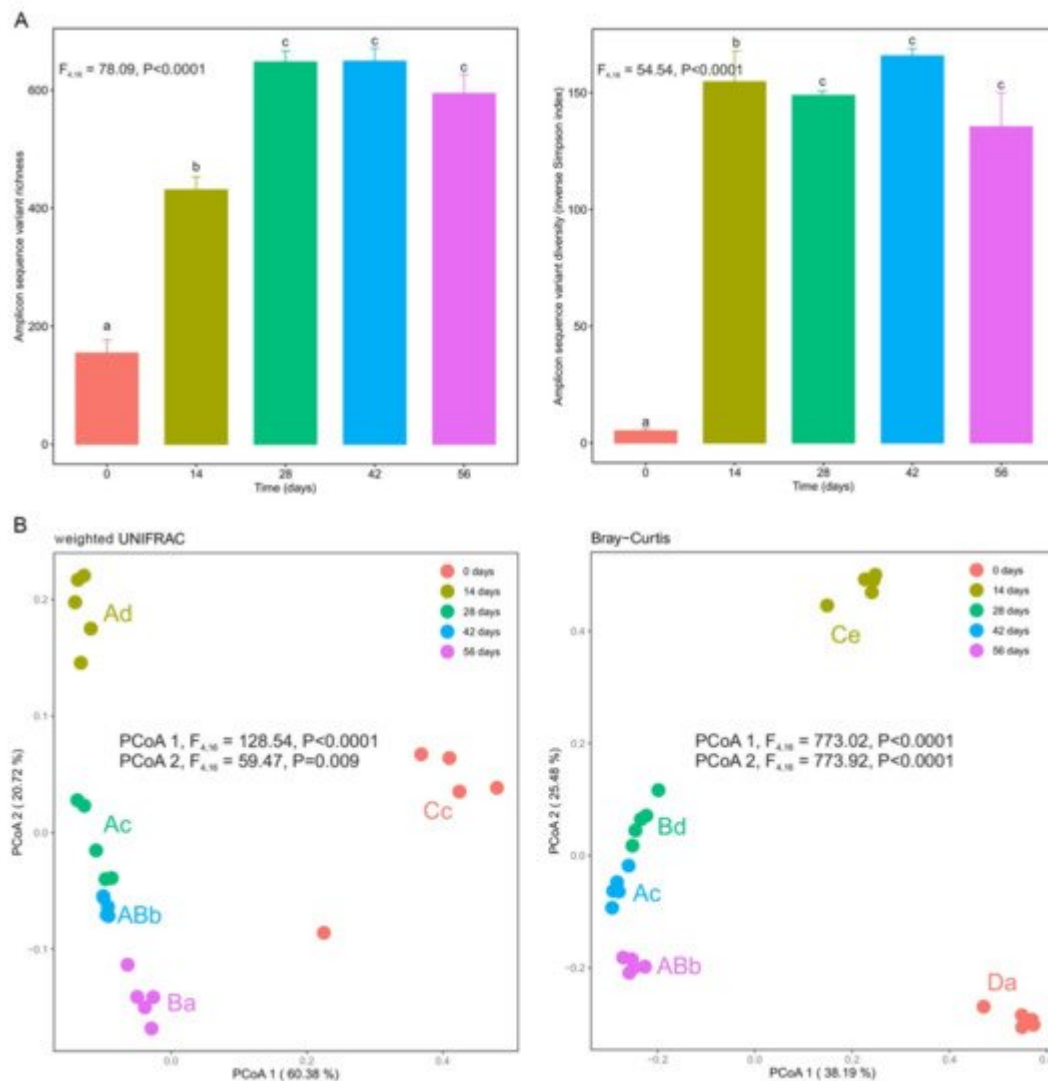 A
F4,16 = 78.09, P<0.0001
a
b
c
c
c
600
400
200
0
Amplicon sequence variant richness
0 14 28 42 56
Time (days)
F4,16 = 54.54, P<0.0001
a
b
c
c
c
150
100
50
0
Amplicon sequence variant diversity (inverse Simpson index)
0 14 28 42 56
Time (days)
B
weighted UNIFRAC
0 days
14 days
28 days
42 days
56 days
Ad
PCoA 1, F4,16 = 128.54, P<0.0001
PCoA 2, F4,16 = 59.47, P=0.009
Ac
Cc
ABb
Ba
0.2
0.1
0.0
−0.1
PCoA 2 ( 20.72 %)
0.0 0.2 0.4
PCoA 1 ( 60.38 %)
Bray−Curtis
0 days
14 days
28 days
42 days
56 days
Ce
PCoA 1, F4,16 = 773.02, P<0.0001
PCoA 2, F4,16 = 773.92, P<0.0001
Bd
Ac
ABb
Da
0.4
0.2
0.0
−0.2
PCoA 2 ( 25.48 %)
−0.2 0.0 0.2 0.4
PCoA 1 ( 38.19 %)